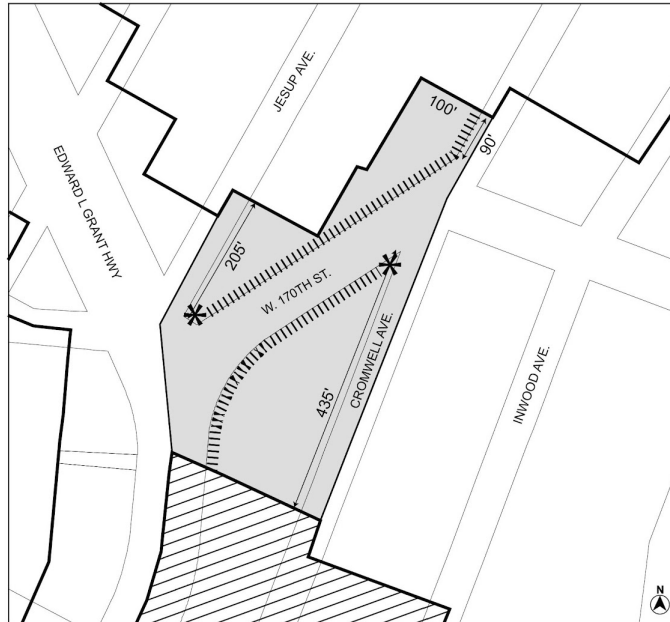 JESUP AVE.
100'
90'
EDWARD L GRANT HWY
205'
W. 170TH ST.
CROMWELL AVE.
435'
INWOOD AVE.
N